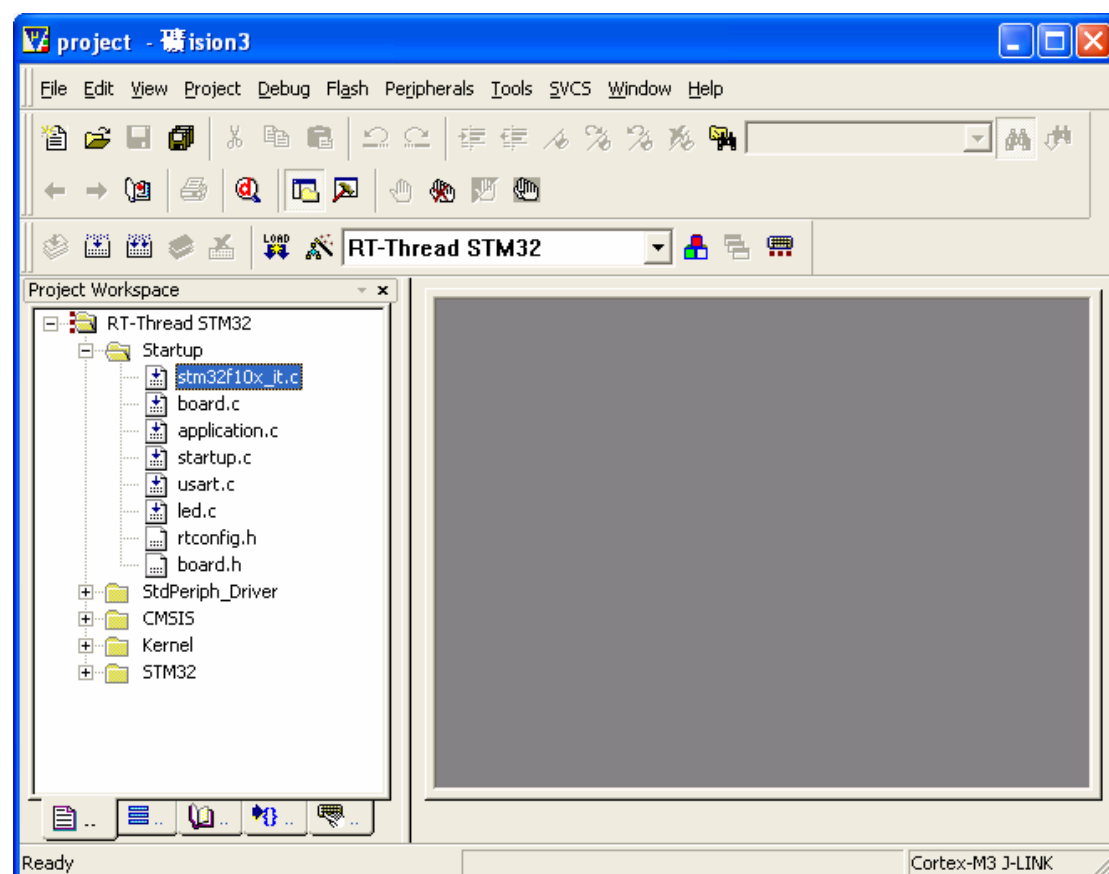 project - 礦ision3
File Edit View Project Debug Flash Peripherals Tools SVCS Window Help
LOAD RT-Thread STM32
Project Workspace
RT-Thread STM32
Startup
stm32f10x_it.c
board.c
application.c
startup.c
usart.c
led.c
rtconfig.h
board.h
StdPeriph_Driver
CMSIS
Kernel
STM32
.. .. .. {} .. ..
Ready Cortex-M3 J-LINK